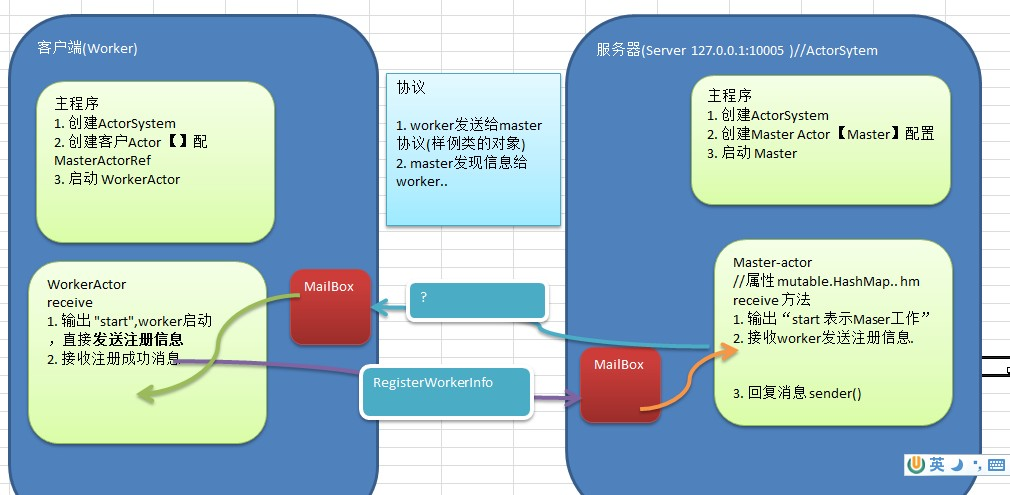 客户端(Worker)
主程序
1. 创建ActorSystem
2. 创建客户Actor【】配
MasterActorRef
3. 启动 WorkerActor
WorkerActor
receive
1. 输出 "start",worker启动
，直接发送注册信息
2. 接收注册成功消息
MailBox
协议
1. worker发送给master
协议(样例类的对象)
2. master发现信息给
worker..
?
RegisterWorkerInfo
服务器(Server 127.0.0.1:10005 )//ActorSytem
主程序
1. 创建ActorSystem
2. 创建Master Actor【Master】配置
3. 启动 Master
MailBox
Master-actor
//属性 mutable.HashMap.. hm
receive 方法
1. 输出“start 表示Maser工作”
2. 接收worker发送注册信息.
3. 回复消息 sender()
英